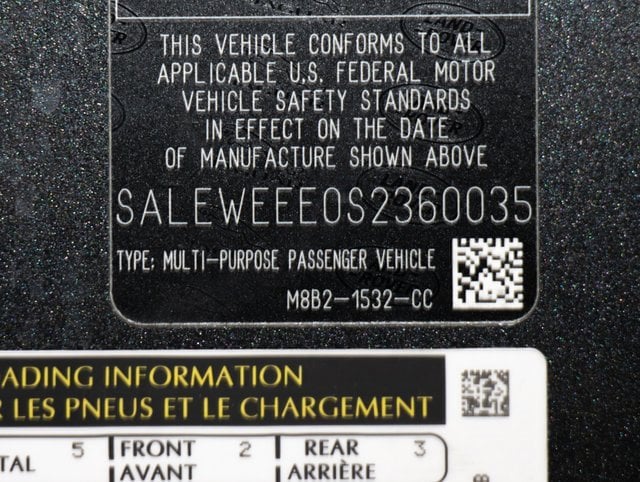 THIS VEHICLE CONFORMS TO ALL
APPLICABLE U.S. FEDERAL MOTOR
VEHICLE SAFETY STANDARDS
IN EFFECT ON THE DATE
OF MANUFACTURE SHOWN ABOVE
SALEWEEE0S2360035
TYPE: MULTI-PURPOSE PASSENGER VEHICLE
M8B2-1532-CC
ADING INFORMATION
R LES PNEUS ET LE CHARGEMENT
TAL 5 FRONT 2 REAR 3
AVANT ARRIÈRE